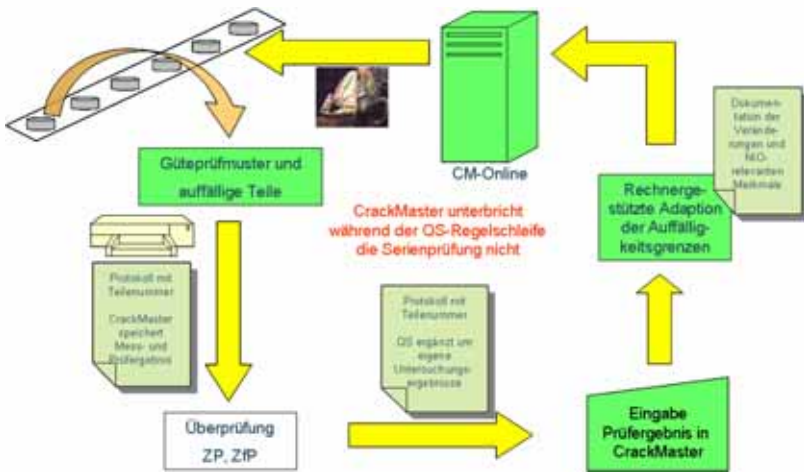 CM-Online
Güteprüfmuster und
auffällige Teile
CrackMaster unterbricht
während der QS-Regelschleife
die Serienprüfung nicht
Dokumen-
tation der
Verände-
rungen und
NIO-
relevanten
Merkmale
Rechnerge-
stützte Adaption
der Auffällig-
keitsgrenzen
Protokoll mit
Teilenummer
CrackMaster
speichert
Mess- und
Prüfergebnis
Protokoll mit
Teilenummer
QS ergänzt um
eigene
Untersuchungs-
ergebnisse
Überprüfung
ZP, ZfP
Eingabe
Prüfergebnis in
CrackMaster